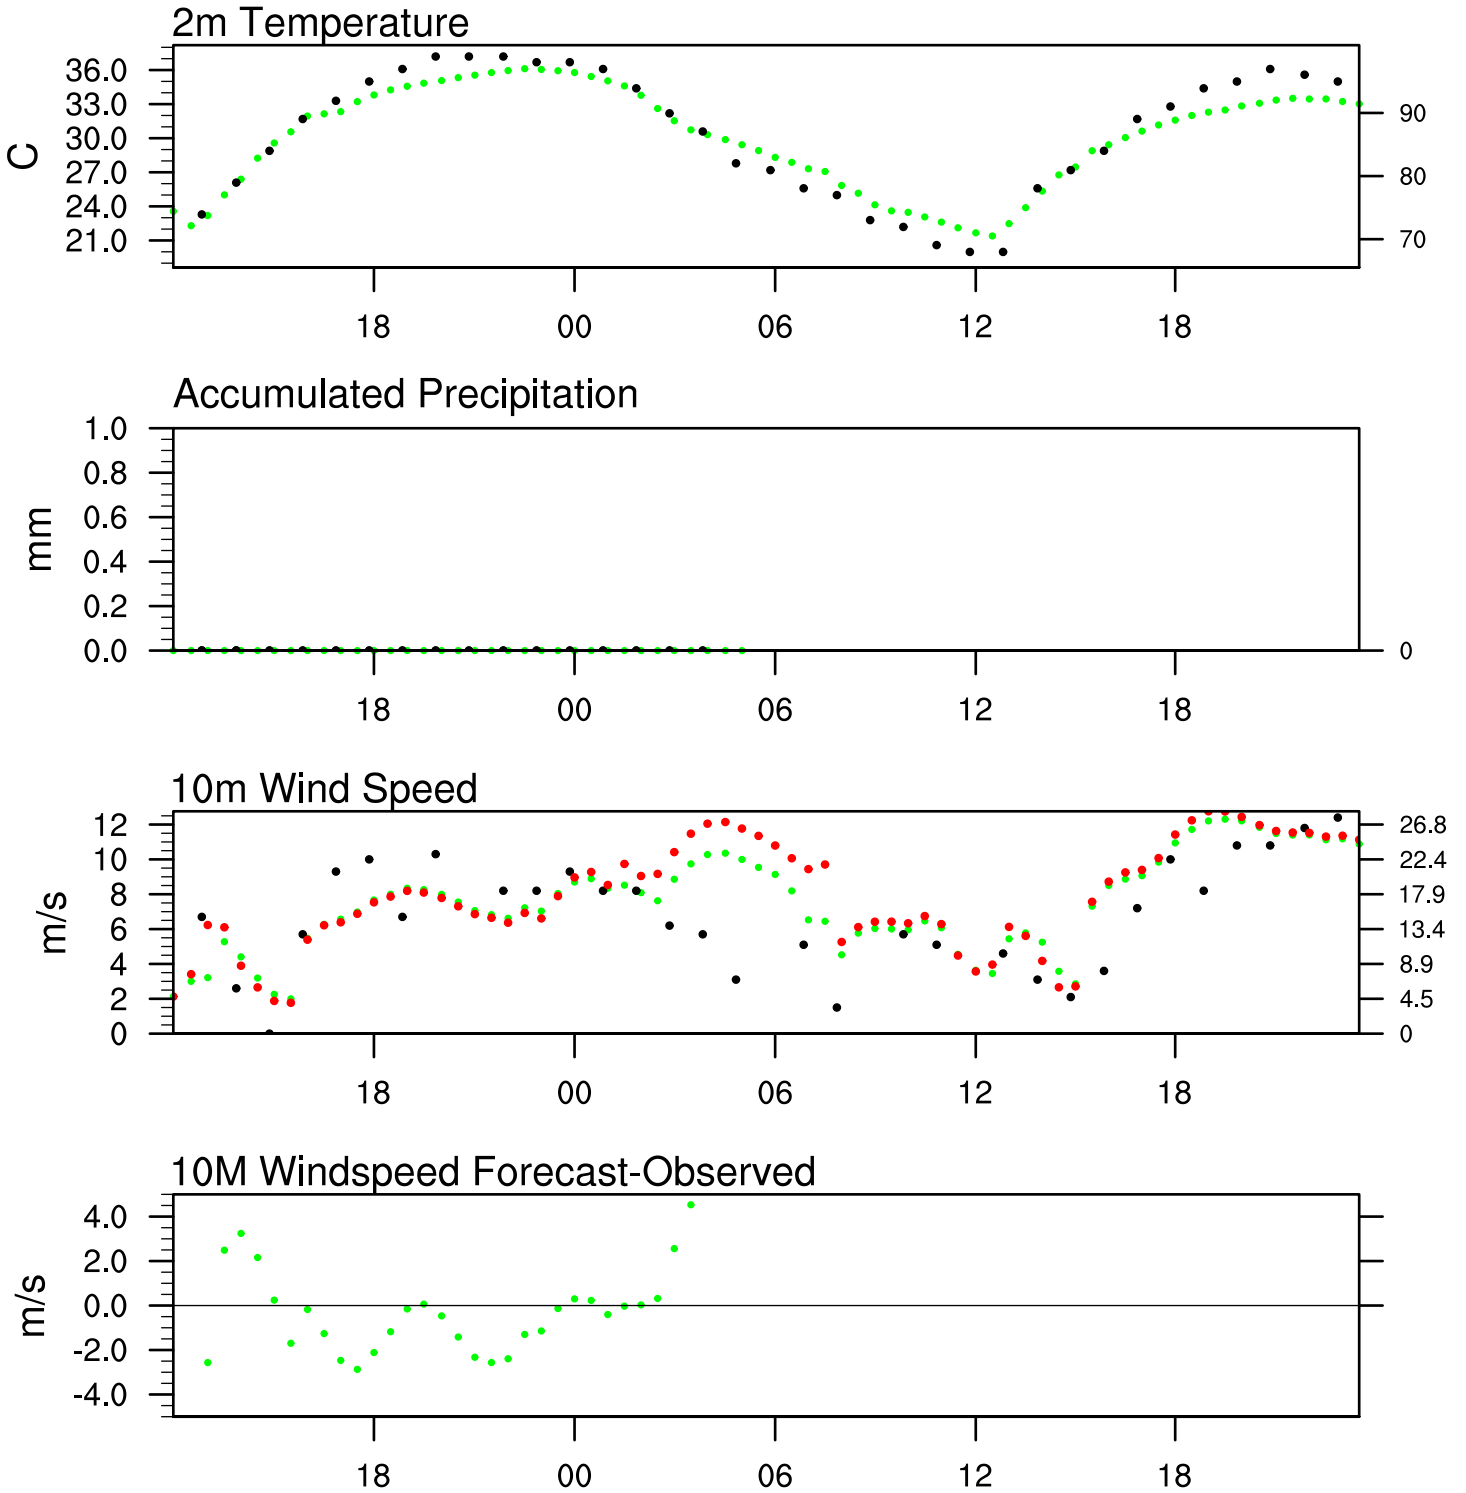 2m Temperature
36.0
33.0
30.0
27.0
24.0
21.0
C
90
80
70
18 00 06 12 18
Accumulated Precipitation
1.0
0.8
0.6
0.4
0.2
0.0
mm
0
18 00 06 12 18
10m Wind Speed
12
10
8
6
4
2
0
m/s
26.8
22.4
17.9
13.4
8.9
4.5
0
18 00 06 12 18
10M Windspeed Forecast-Observed
4.0
2.0
0.0
-2.0
-4.0
m/s
18 00 06 12 18